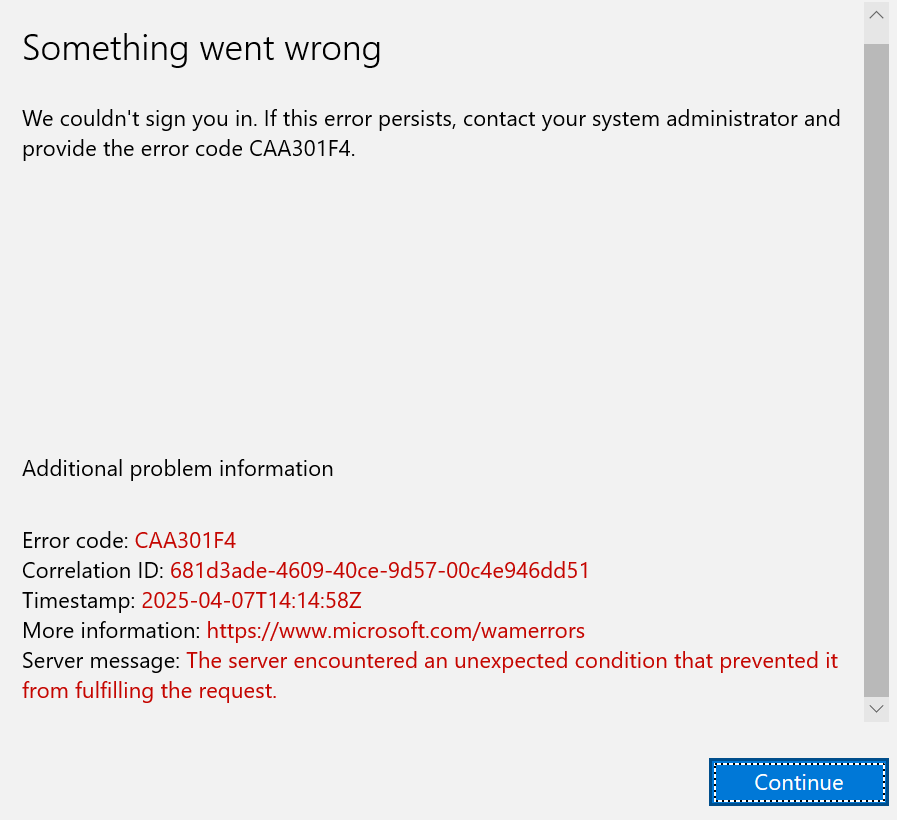 Something went wrong
We couldn't sign you in. If this error persists, contact your system administrator and
provide the error code CAA301F4.
Additional problem information
Error code: CAA301F4
Correlation ID: 681d3ade-4609-40ce-9d57-00c4e946dd51
Timestamp: 2025-04-07T14:14:58Z
More information: https://www.microsoft.com/wamerrors
Server message: The server encountered an unexpected condition that prevented it
from fulfilling the request.
Continue